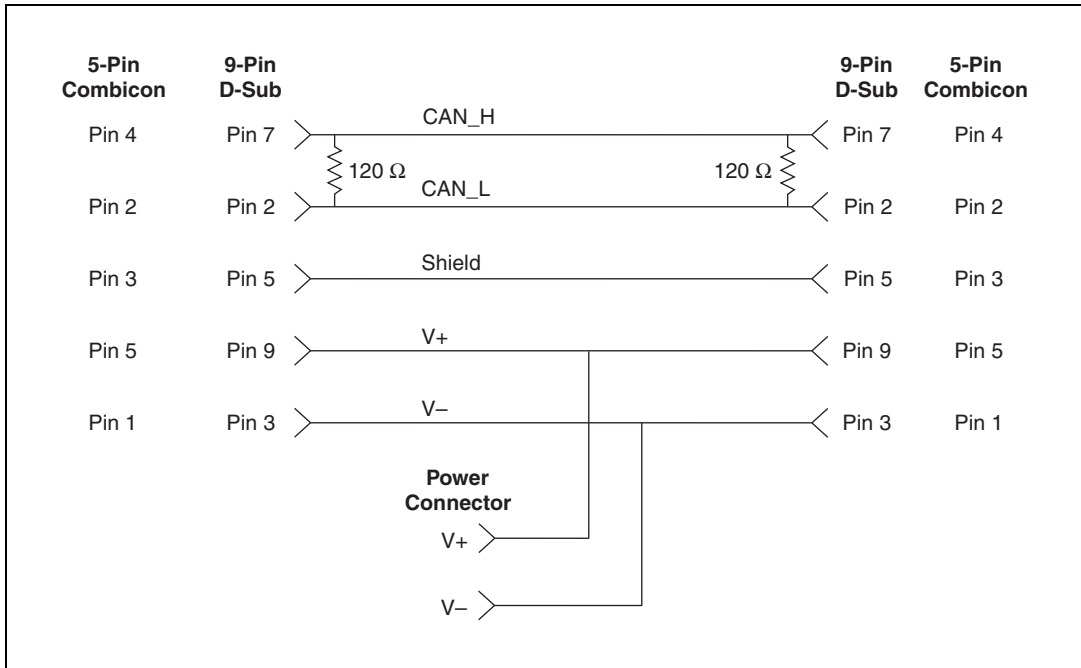 5-Pin Combicon
9-Pin D-Sub
9-Pin D-Sub
5-Pin Combicon
Pin 4 Pin 7 CAN_H Pin 7 Pin 4
120 Ω 120 Ω
Pin 2 Pin 2 CAN_L Pin 2 Pin 2
Pin 3 Pin 5 Shield Pin 5 Pin 3
Pin 5 Pin 9 V+ Pin 9 Pin 5
Pin 1 Pin 3 V– Pin 3 Pin 1
Power
Connector
V+
V–